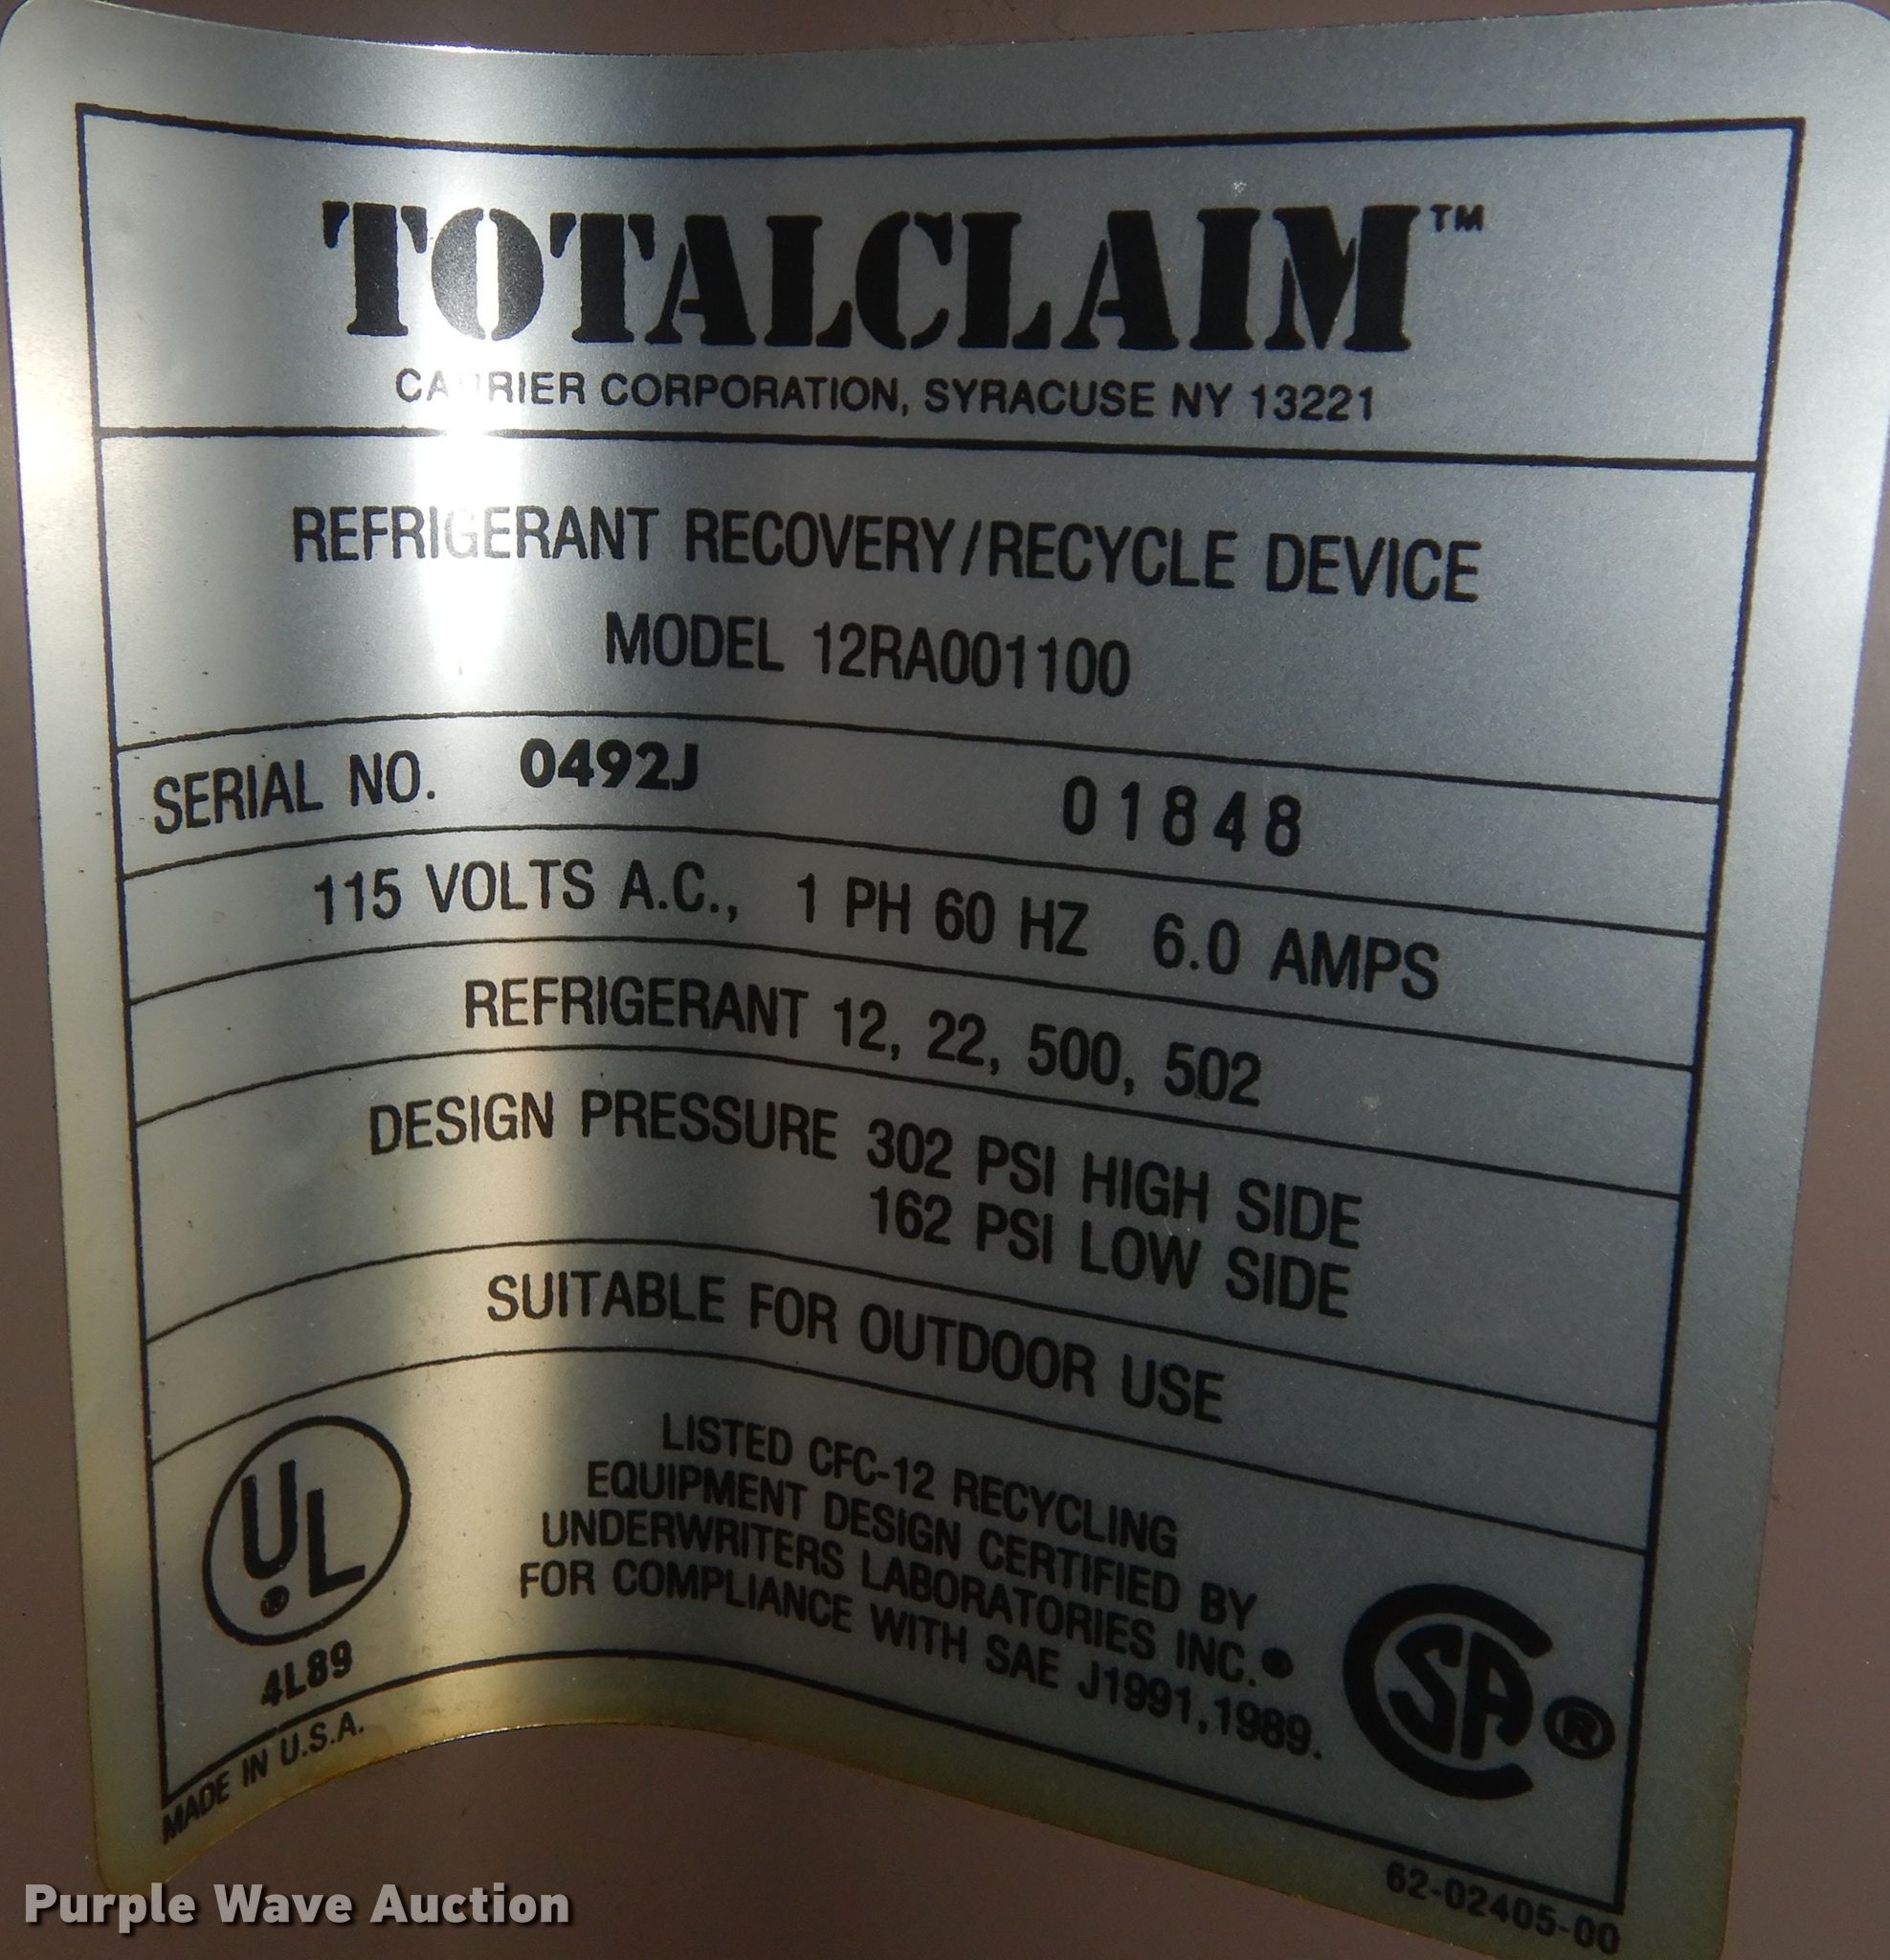 TOTALCLAIM™
CARRIER CORPORATION, SYRACUSE NY 13221
REFRIGERANT RECOVERY/RECYCLE DEVICE
MODEL 12RA001100
SERIAL NO. 0492J 01848
115 VOLTS A.C., 1 PH 60 HZ 6.0 AMPS
REFRIGERANT 12, 22, 500, 502
DESIGN PRESSURE 302 PSI HIGH SIDE
162 PSI LOW SIDE
SUITABLE FOR OUTDOOR USE
LISTED CFC-12 RECYCLING
EQUIPMENT DESIGN CERTIFIED BY
UNDERWRITERS LABORATORIES INC.®
FOR COMPLIANCE WITH SAE J1991,1989.
UL®
4L89
SA®
MADE IN U.S.A.
62-02405-00
Purple Wave Auction